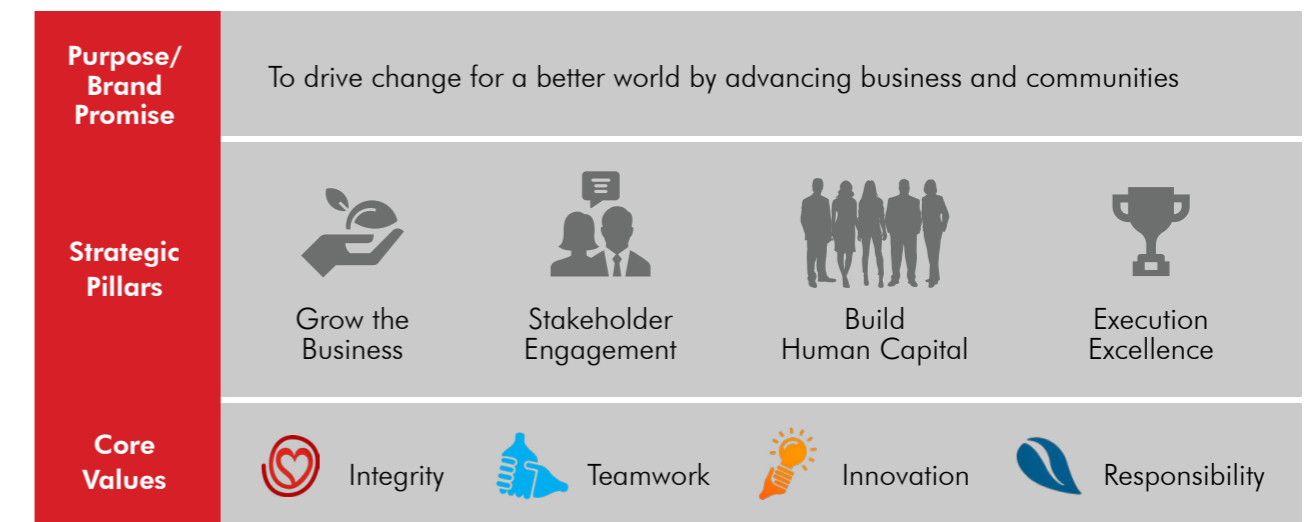 Purpose/
Brand
Promise
To drive change for a better world by advancing business and communities
Strategic
Pillars
Grow the
Business
Stakeholder
Engagement
Build
Human Capital
Execution
Excellence
Core
Values
Integrity
Teamwork
Innovation
Responsibility